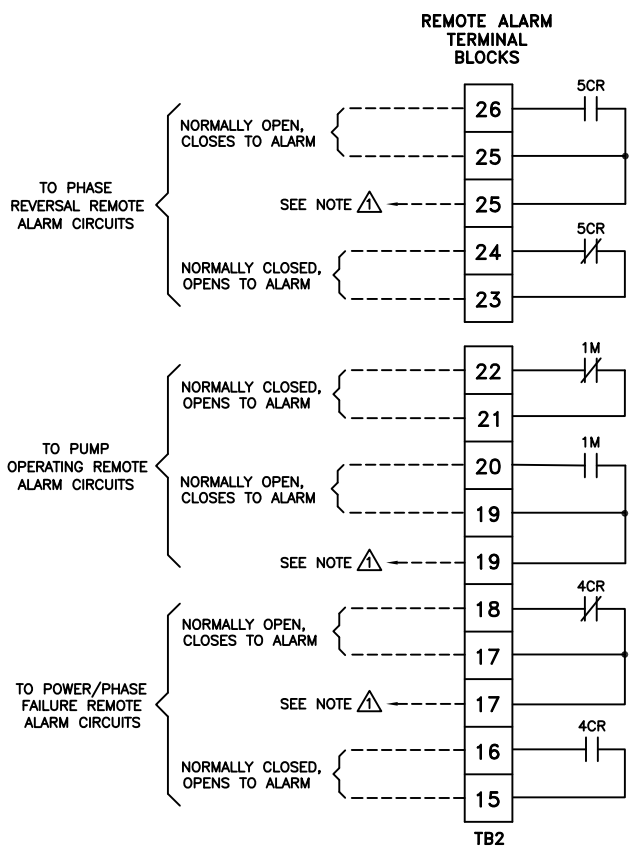 REMOTE ALARM
TERMINAL
BLOCKS
TO PHASE
REVERSAL REMOTE
ALARM CIRCUITS
NORMALLY OPEN,
CLOSES TO ALARM
26
5CR
25
SEE NOTE 1
25
NORMALLY CLOSED,
OPENS TO ALARM
24
5CR
23
TO PUMP
OPERATING REMOTE
ALARM CIRCUITS
NORMALLY CLOSED,
OPENS TO ALARM
22
1M
21
NORMALLY OPEN,
CLOSES TO ALARM
20
1M
19
SEE NOTE 1
19
TO POWER/PHASE
FAILURE REMOTE
ALARM CIRCUITS
NORMALLY OPEN,
CLOSES TO ALARM
18
4CR
17
SEE NOTE 1
17
NORMALLY CLOSED,
OPENS TO ALARM
16
4CR
15
TB2